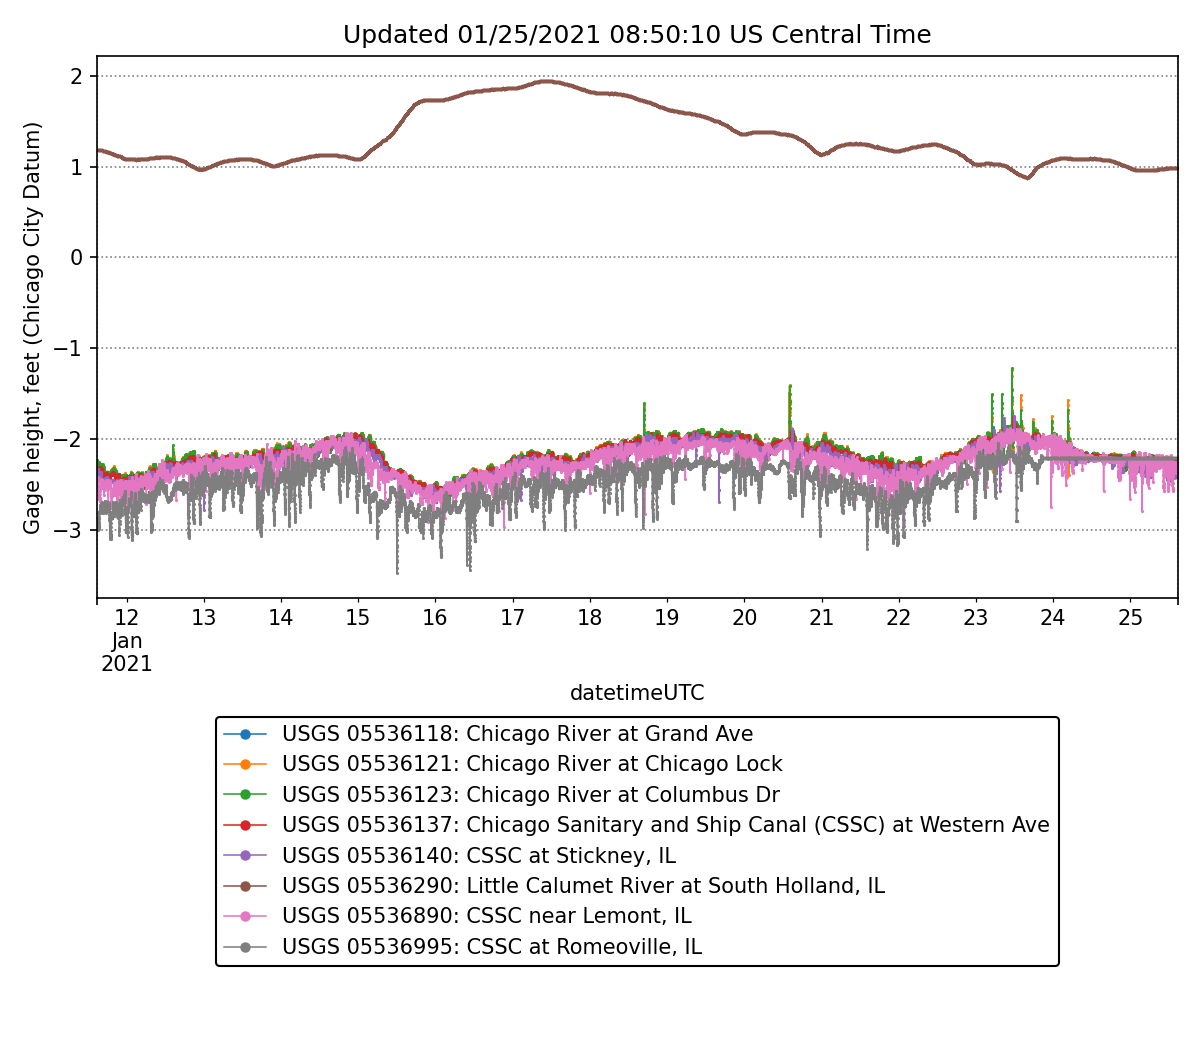 Updated 01/25/2021 08:50:10 US Central Time
Gage height, feet (Chicago City Datum)
2
1
0
−1
−2
−3
12 13 14 15 16 17 18 19 20 21 22 23 24 25
Jan
2021
datetimeUTC
USGS 05536118: Chicago River at Grand Ave
USGS 05536121: Chicago River at Chicago Lock
USGS 05536123: Chicago River at Columbus Dr
USGS 05536137: Chicago Sanitary and Ship Canal (CSSC) at Western Ave
USGS 05536140: CSSC at Stickney, IL
USGS 05536290: Little Calumet River at South Holland, IL
USGS 05536890: CSSC near Lemont, IL
USGS 05536995: CSSC at Romeoville, IL